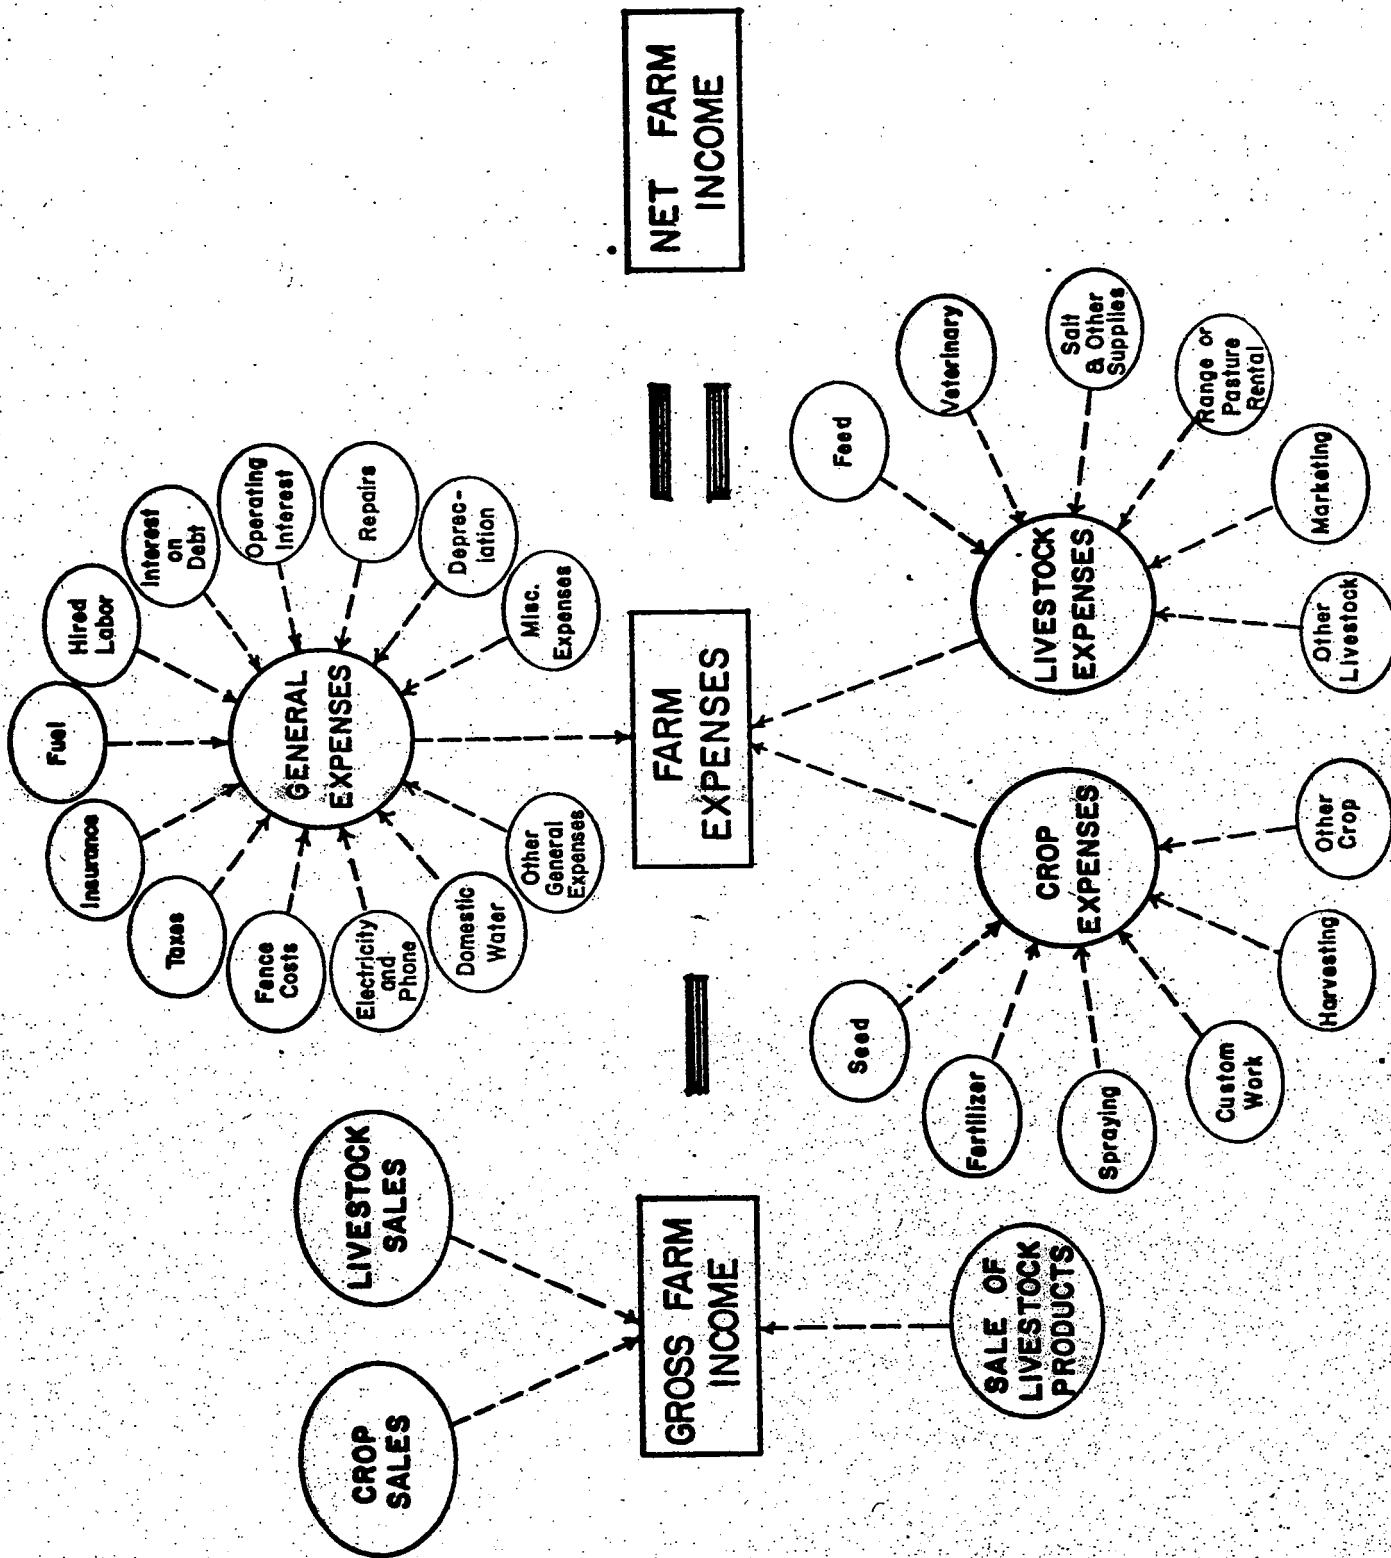 CROP
SALES
LIVESTOCK
SALES
GROSS FARM
INCOME
SALE OF
LIVESTOCK
PRODUCTS
Fuel
Insurance
Taxes
Fence
Costs
Electricity
and
Phone
Domestic
Water
Other
General
Expenses
Hired
Labor
Interest
on
Debt
Operating
Interest
Repairs
Deprec-
iation
Misc.
Expenses
GENERAL
EXPENSES
FARM
EXPENSES
CROP
EXPENSES
Seed
Fertilizer
Spraying
Custom
Work
Harvesting
Other
Crop
LIVESTOCK
EXPENSES
Feed
Veterinary
Salt
& Other
Supplies
Range or
Pasture
Rental
Marketing
Other
Livestock
NET FARM
INCOME